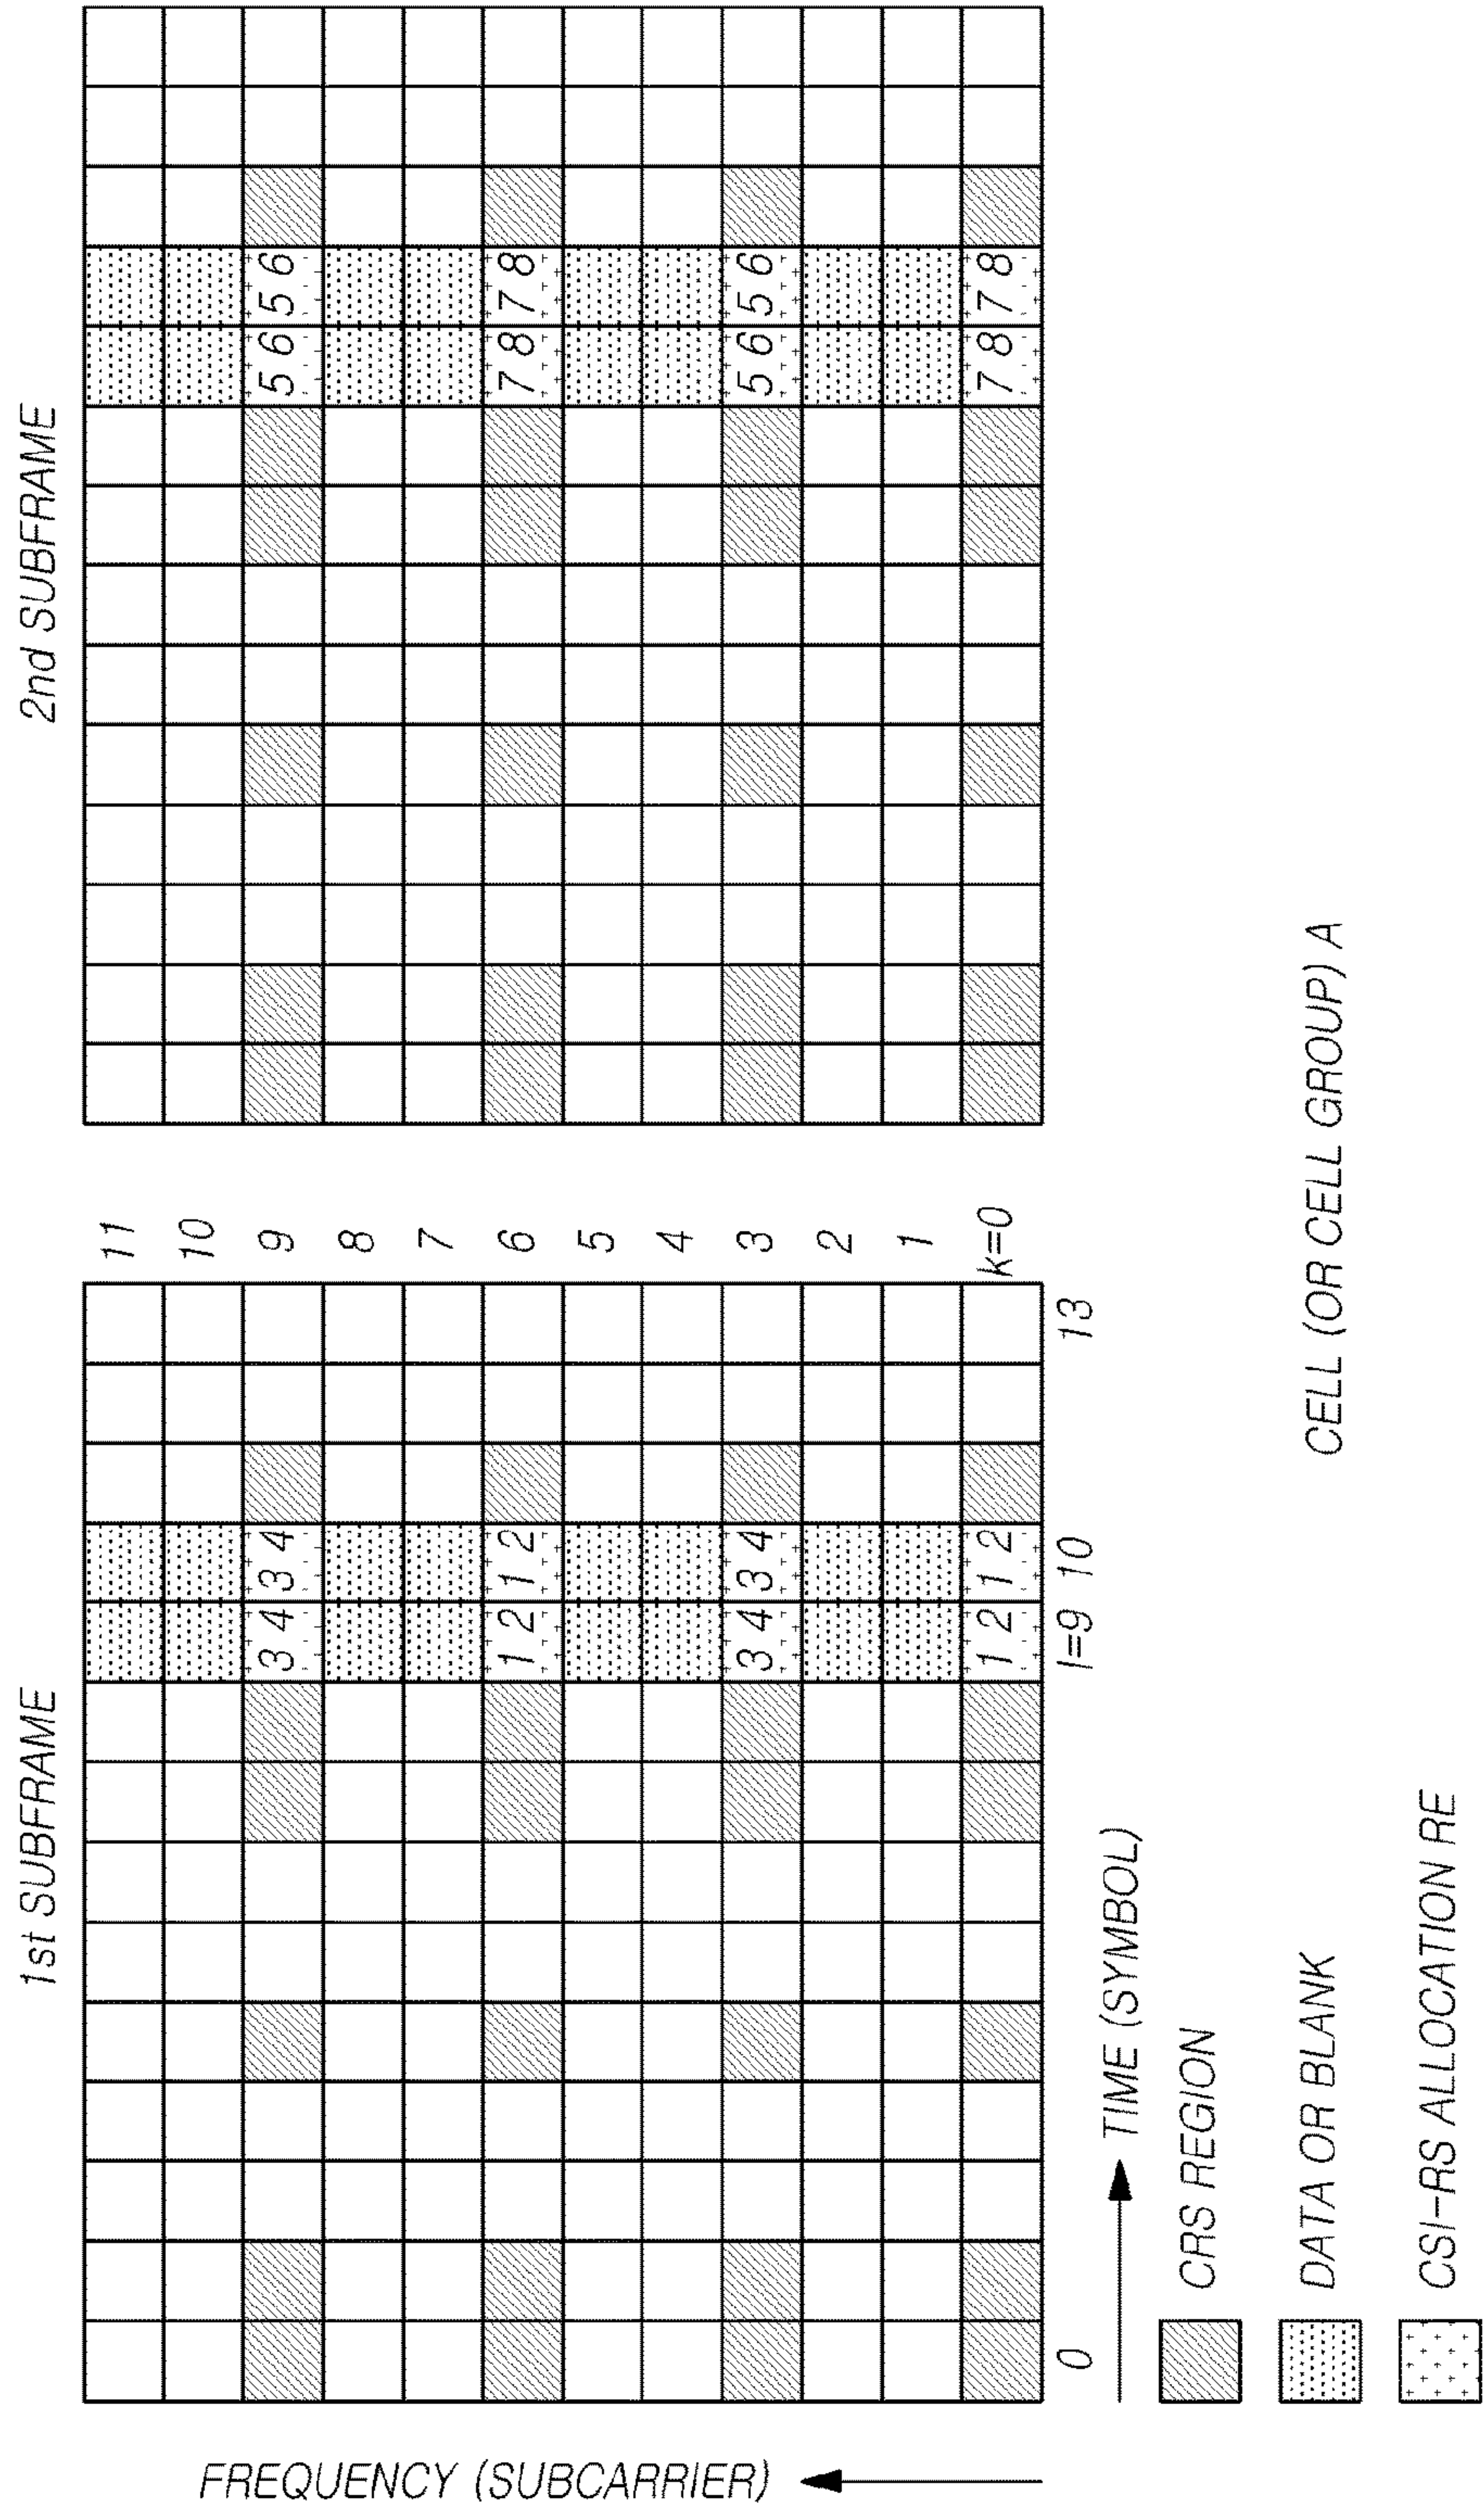 1st SUBFRAME
2nd SUBFRAME
FREQUENCY (SUBCARRIER)
11
10
9
8
7
6
5
4
3
2
1
k=0
3 4 3 4
1 2 1 2
3 4 3 4
1 2 1 2
5 6 5 6
7 8 7 8
5 6 5 6
7 8 7 8
0
l=9 10
13
TIME (SYMBOL)
CRS REGION
DATA OR BLANK
CSI-RS ALLOCATION RE
CELL (OR CELL GROUP) A